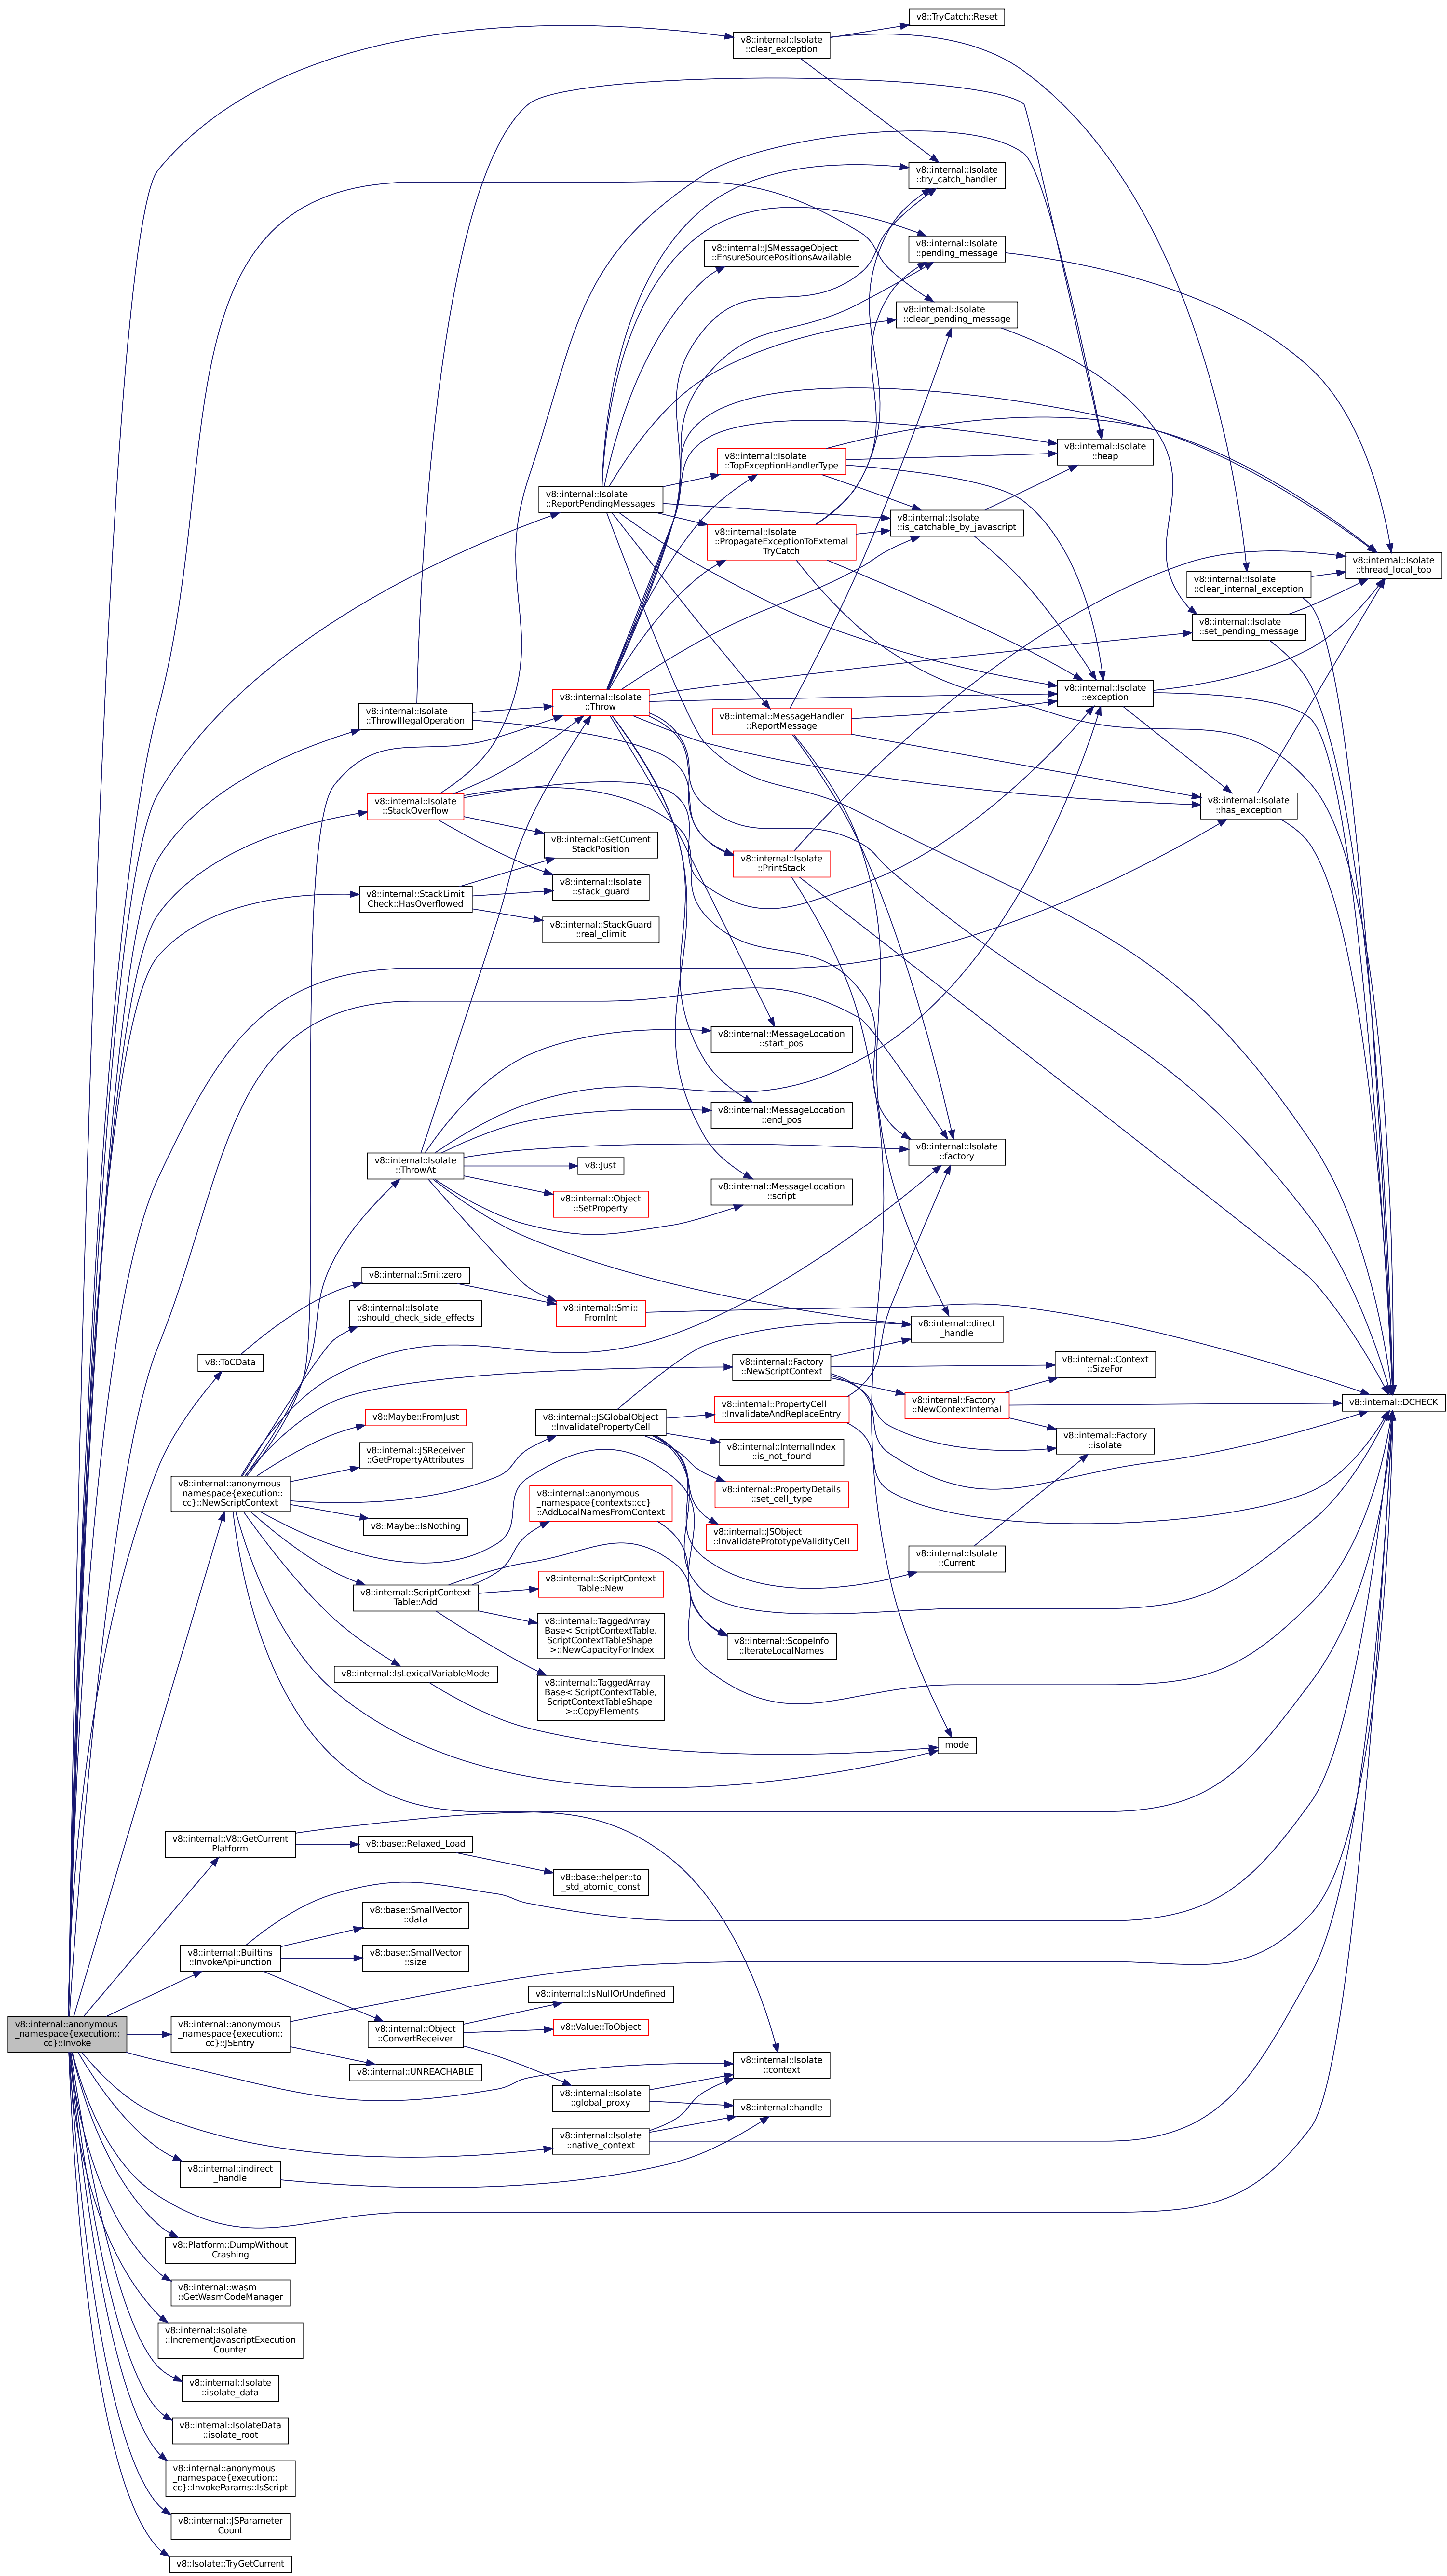 v8::TryCatch::Reset
v8::internal::Isolate
::clear_exception
v8::internal::Isolate
::try_catch_handler
v8::internal::JSMessageObject
::EnsureSourcePositionsAvailable
v8::internal::Isolate
::pending_message
v8::internal::Isolate
::clear_pending_message
v8::internal::Isolate
::heap
v8::internal::Isolate
::TopExceptionHandlerType
v8::internal::Isolate
::ReportPendingMessages
v8::internal::Isolate
::is_catchable_by_javascript
v8::internal::Isolate
::PropagateExceptionToExternal
TryCatch
v8::internal::Isolate
::thread_local_top
v8::internal::Isolate
::clear_internal_exception
v8::internal::Isolate
::set_pending_message
v8::internal::Isolate
::exception
v8::internal::Isolate
::Throw
v8::internal::Isolate
::ThrowIllegalOperation
v8::internal::MessageHandler
::ReportMessage
v8::internal::Isolate
::StackOverflow
v8::internal::Isolate
::has_exception
v8::internal::GetCurrent
StackPosition
v8::internal::Isolate
::PrintStack
v8::internal::StackLimit
Check::HasOverflowed
v8::internal::Isolate
::stack_guard
v8::internal::StackGuard
::real_climit
v8::internal::MessageLocation
::start_pos
v8::internal::MessageLocation
::end_pos
v8::internal::Isolate
::factory
v8::internal::Isolate
::ThrowAt
v8::Just
v8::internal::Object
::SetProperty
v8::internal::MessageLocation
::script
v8::internal::Smi::zero
v8::internal::Isolate
::should_check_side_effects
v8::internal::Smi::
FromInt
v8::internal::direct
_handle
v8::ToCData
v8::internal::Factory
::NewScriptContext
v8::internal::Context
::SizeFor
v8::internal::Factory
::NewContextInternal
v8::internal::DCHECK
v8::Maybe::FromJust
v8::internal::JSGlobalObject
::InvalidatePropertyCell
v8::internal::PropertyCell
::InvalidateAndReplaceEntry
v8::internal::Factory
::isolate
v8::internal::JSReceiver
::GetPropertyAttributes
v8::internal::InternalIndex
::is_not_found
v8::internal::anonymous
_namespace{execution::
cc}::NewScriptContext
v8::internal::PropertyDetails
::set_cell_type
v8::Maybe::IsNothing
v8::internal::anonymous
_namespace{contexts::cc}
::AddLocalNamesFromContext
v8::internal::JSObject
::InvalidatePrototypeValidityCell
v8::internal::Isolate
::Current
v8::internal::ScriptContext
Table::Add
v8::internal::ScriptContext
Table::New
v8::internal::TaggedArray
Base< ScriptContextTable,
ScriptContextTableShape
>::NewCapacityForIndex
v8::internal::ScopeInfo
::IterateLocalNames
v8::internal::IsLexicalVariableMode
v8::internal::TaggedArray
Base< ScriptContextTable,
ScriptContextTableShape
>::CopyElements
mode
v8::internal::V8::GetCurrent
Platform
v8::base::Relaxed_Load
v8::base::helper::to
_std_atomic_const
v8::base::SmallVector
::data
v8::internal::Builtins
::InvokeApiFunction
v8::base::SmallVector
::size
v8::internal::IsNullOrUndefined
v8::internal::anonymous
_namespace{execution::
cc}::Invoke
v8::internal::anonymous
_namespace{execution::
cc}::JSEntry
v8::internal::Object
::ConvertReceiver
v8::Value::ToObject
v8::internal::UNREACHABLE
v8::internal::Isolate
::context
v8::internal::Isolate
::global_proxy
v8::internal::handle
v8::internal::Isolate
::native_context
v8::internal::indirect
_handle
v8::Platform::DumpWithout
Crashing
v8::internal::wasm
::GetWasmCodeManager
v8::internal::Isolate
::IncrementJavascriptExecution
Counter
v8::internal::Isolate
::isolate_data
v8::internal::IsolateData
::isolate_root
v8::internal::anonymous
_namespace{execution::
cc}::InvokeParams::IsScript
v8::internal::JSParameter
Count
v8::Isolate::TryGetCurrent